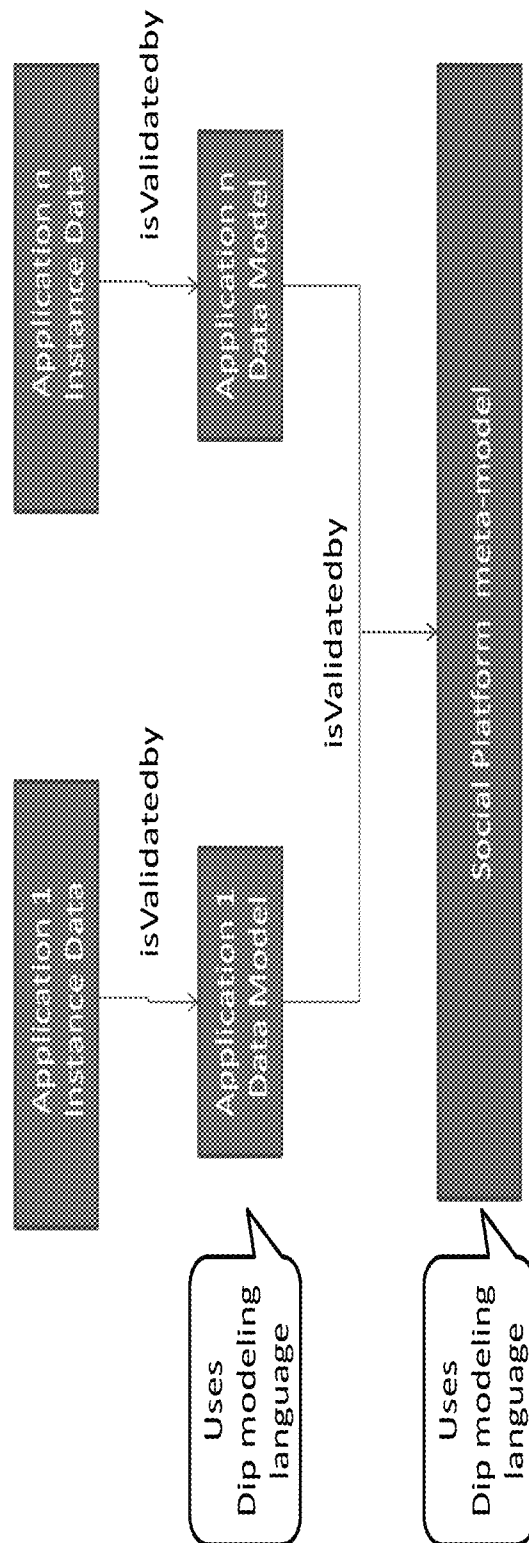 Application 1
Instance Data
Application n
Instance Data
isValidatedby
isValidatedby
Uses
Dip modeling
language
Application 1
Data Model
Application n
Data Model
isValidatedby
Uses
Dip modeling
language
Social Platform meta-model